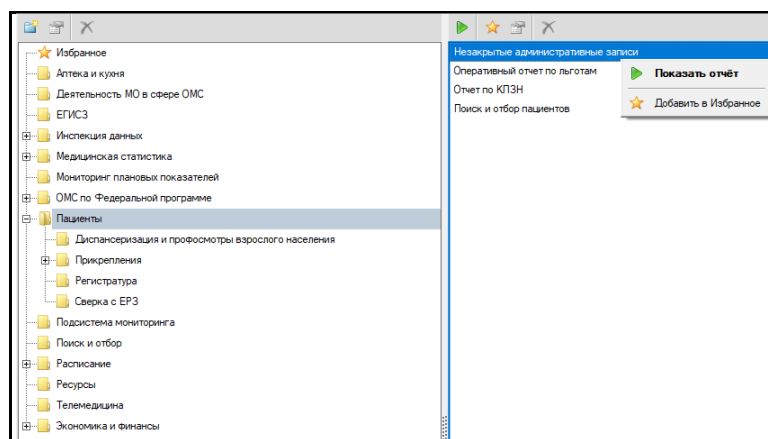 Избранное
Аптека и кухня
Деятельность МО в сфере ОМС
ЕГИСЗ
Инспекция данных
Медицинская статистика
Мониторинг плановых показателей
ОМС по Федеральной программе
Пациенты
Диспансеризация и профосмотры взрослого населения
Прикрепления
Регистратура
Сверка с ЕРЗ
Подсистема мониторинга
Поиск и отбор
Расписание
Ресурсы
Телемедицина
Экономика и финансы
Незакрытые административные записи
Оперативный отчет по льготам
Отчет по КПЗН
Поиск и отбор пациентов
Показать отчёт
Добавить в Избранное